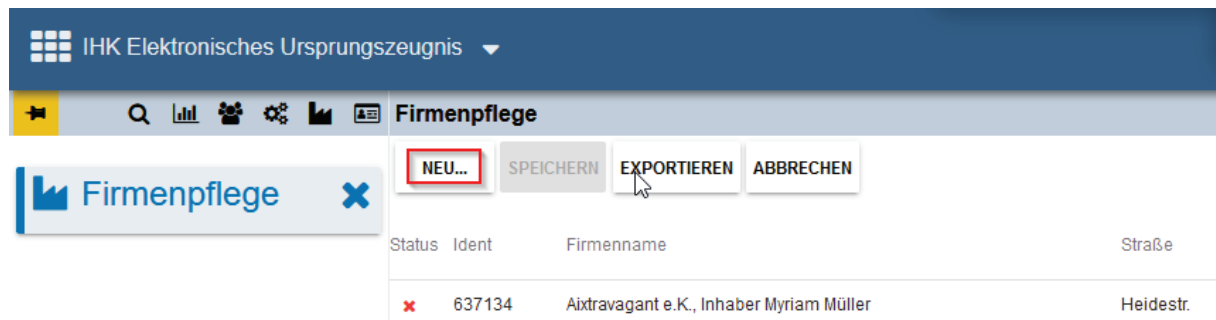 IHK Elektronisches Ursprungszeugnis
Firmenpflege
Firmenpflege
NEU... SPEICHERN EXPORTIEREN ABBRECHEN
Status Ident Firmenname Straße
637134 Aixtravagant e.K., Inhaber Myriam Müller Heidestr.